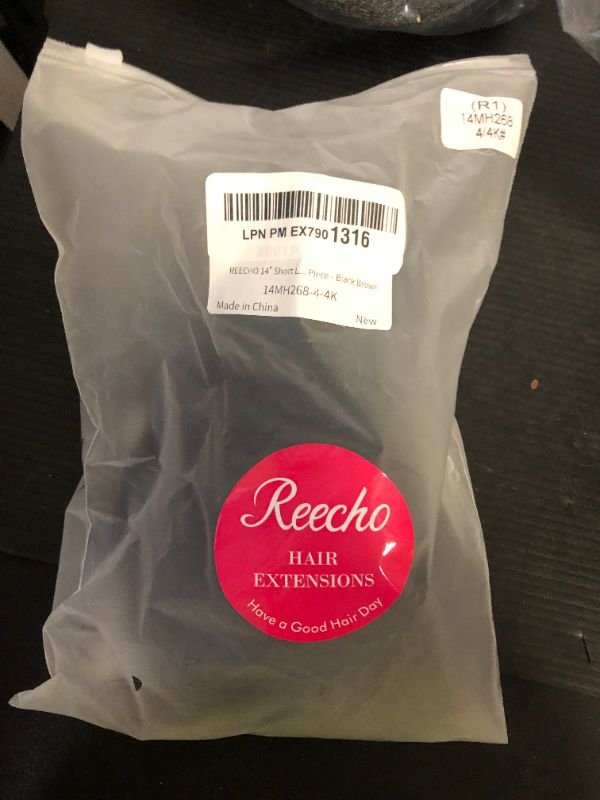 (R1)
14MH268
4/4K#
LPN PM EX790 1316
REECHO 14" Short L... Piece - Black Brown
14MH268-4-4K
Made in China
New
Reecho
HAIR
EXTENSIONS
Have a Good Hair Day